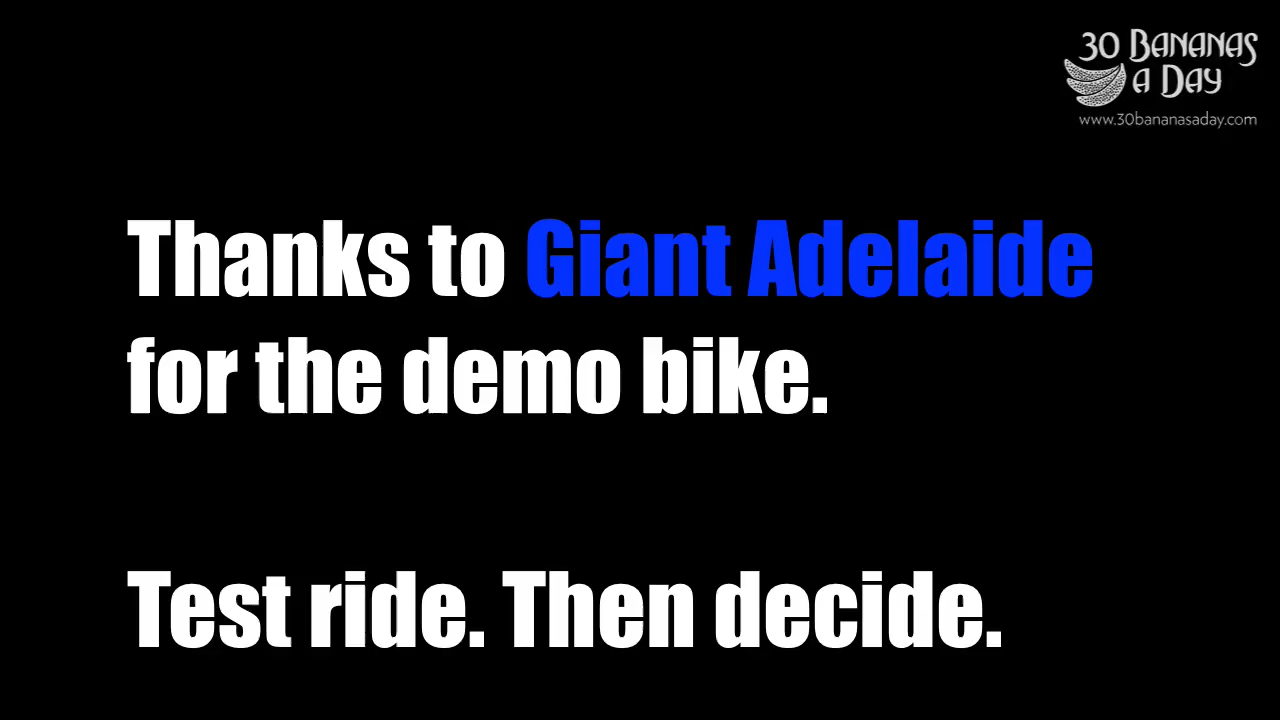 30 BANANAS
A DAY
www.30bananasaday.com
Thanks to Giant Adelaide
for the demo bike.
Test ride. Then decide.